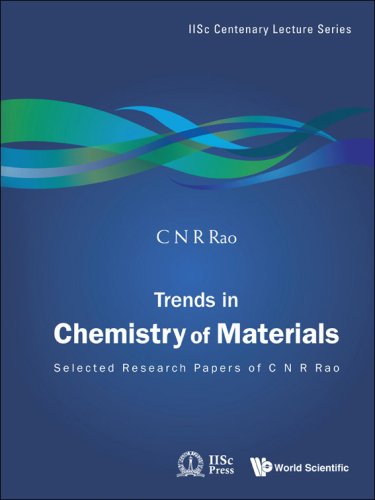 IISc Centenary Lecture Series
C N R Rao
Trends in
Chemistry of Materials
Selected Research Papers of C N R Rao
IISc
Press
World Scientific